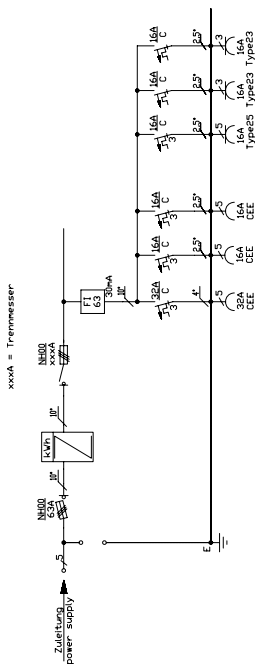 xxxA = Trennmesser
Zuleitung
power supply
5
NH00
63A
10²
kWh
10²
NH00
xxxA
FI
63
30mA
10²
E
32A
C
3
4²
5
32A
CEE
16A
C
3
2.5²
5
16A
CEE
16A
C
3
2.5²
5
16A
CEE
16A
C
3
2.5²
5
16A
Type25
16A
C
2.5²
3
16A
Type23
16A
C
2.5²
3
16A
Type23